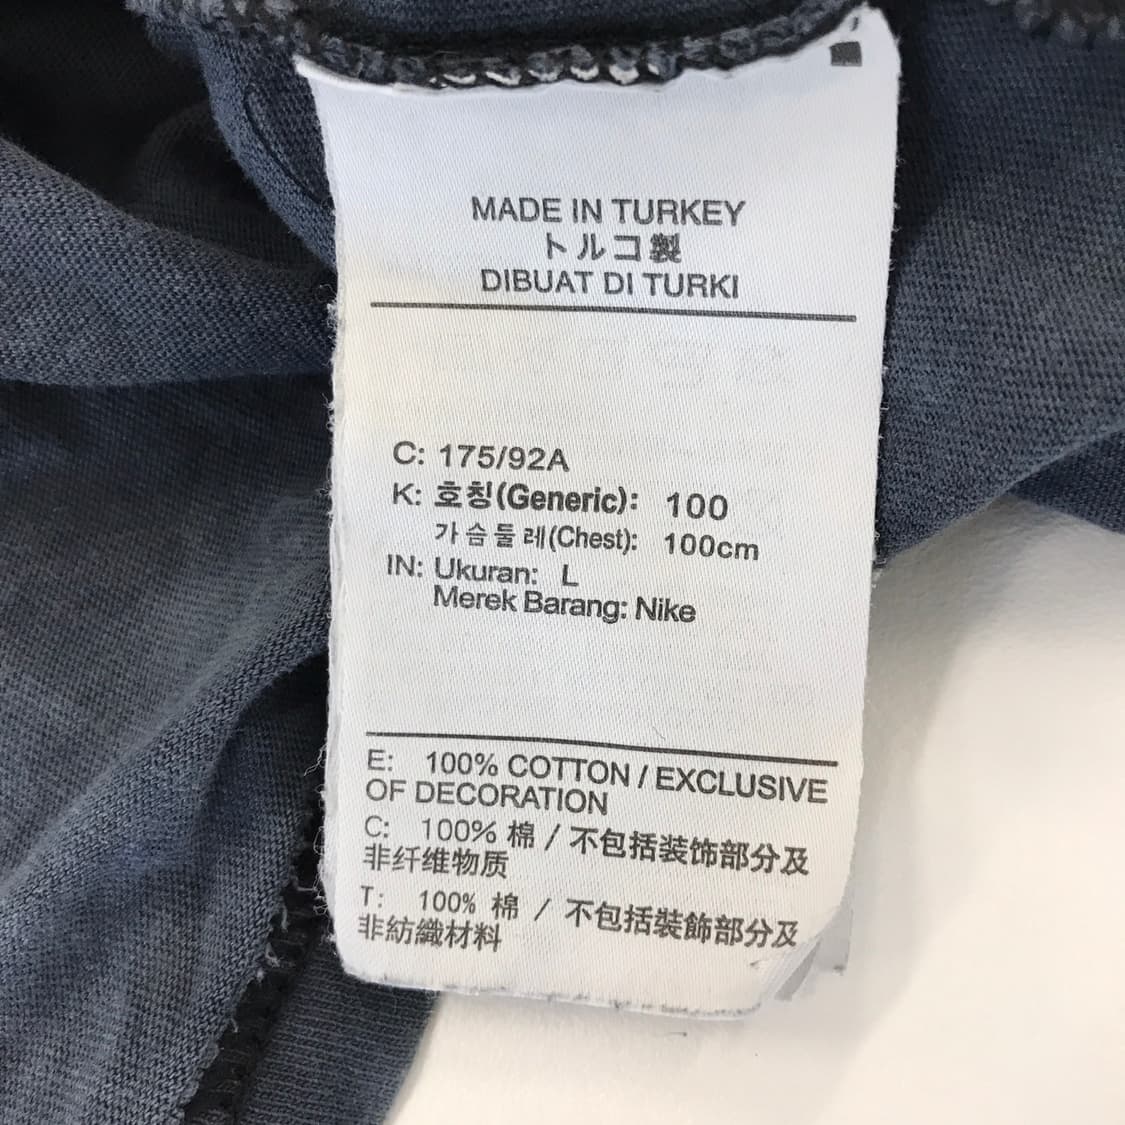 MADE IN TURKEY
トルコ製
DIBUAT DI TURKI
C: 175/92A
K: 호칭(Generic): 100
가슴둘레(Chest): 100cm
IN: Ukuran: L
Merek Barang: Nike
E: 100% COTTON / EXCLUSIVE
OF DECORATION
C: 100% 棉 / 不包括装饰部分及
非纤维物质
T: 100% 棉 / 不包括裝飾部分及
非紡織材料